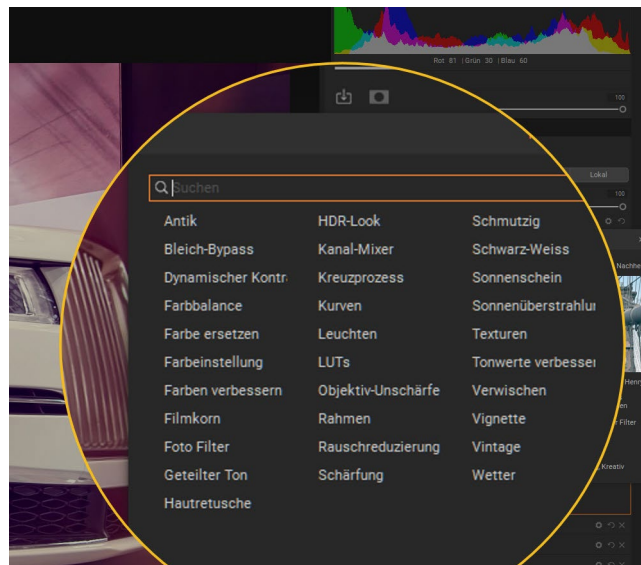 Rot 81 | Grün 30 | Blau 60
100
Lokal
100
Suchen
Antik
HDR-Look
Schmutzig
Bleich-Bypass
Kanal-Mixer
Schwarz-Weiss
Dynamischer Kontr
Kreuzprozess
Sonnenschein
Farbbalance
Kurven
Sonnenüberstrahlu
Farbe ersetzen
Leuchten
Texturen
Farbeinstellung
LUTs
Tonwerte verbesser
Farben verbessern
Objektiv-Unschärfe
Verwischen
Filmkorn
Rahmen
Vignette
Foto Filter
Rauschreduzierung
Vintage
Geteilter Ton
Schärfung
Wetter
Hautretusche
Nachhe
Henry
Filter
Kreativ